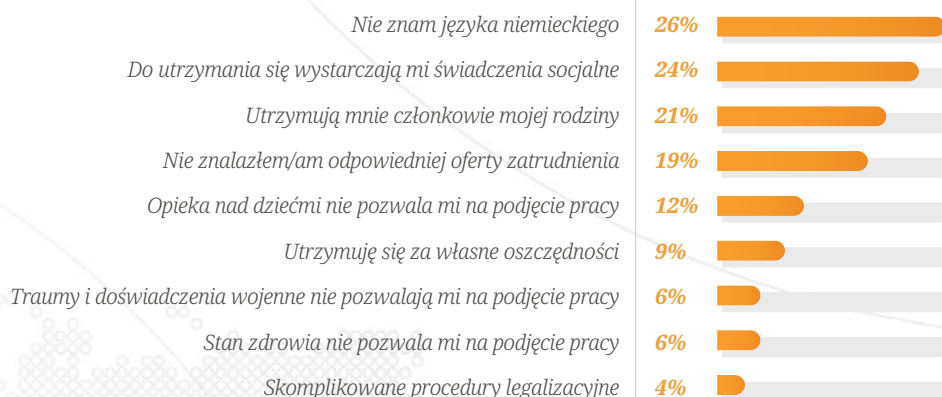 Nie znam języka niemieckiego 26%
Do utrzymania się wystarczają mi świadczenia socjalne 24%
Utrzymują mnie członkowie mojej rodziny 21%
Nie znalazłem/am odpowiedniej oferty zatrudnienia 19%
Opieka nad dziećmi nie pozwala mi na podjęcie pracy 12%
Utrzymuję się za własne oszczędności 9%
Traumy i doświadczenia wojenne nie pozwalają mi na podjęcie pracy 6%
Stan zdrowia nie pozwala mi na podjęcie pracy 6%
Skomplikowane procedury legalizacyjne 4%